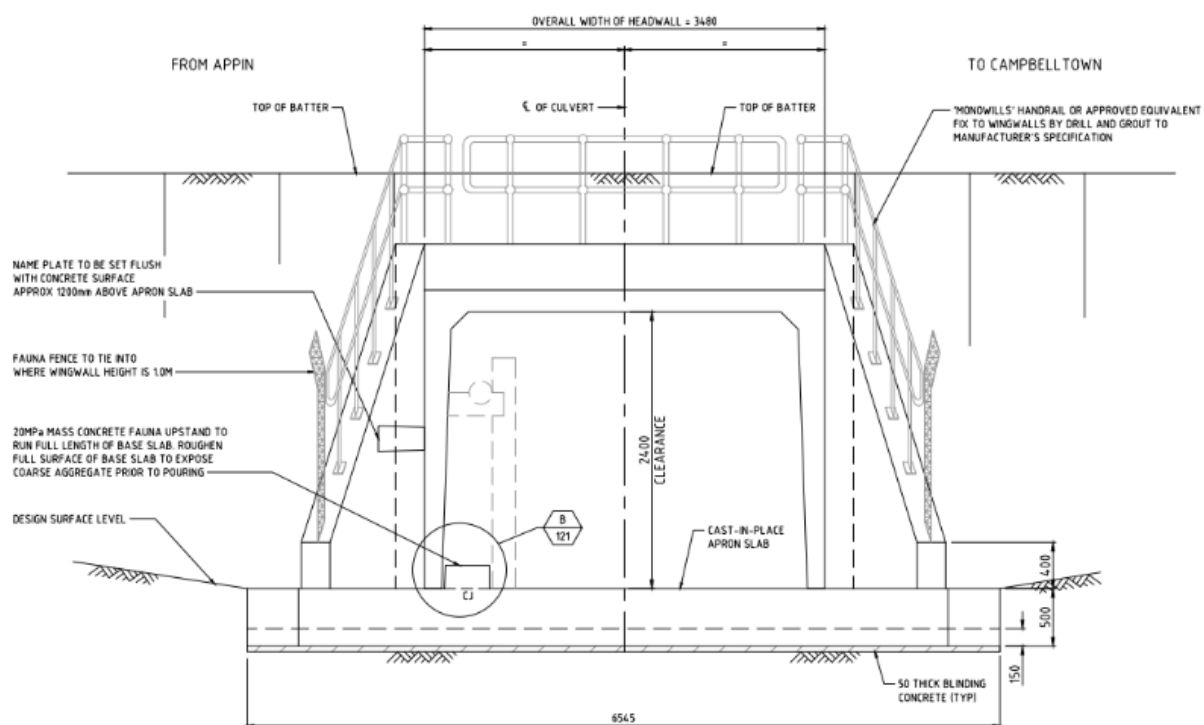 OVERALL WIDTH OF HEADWALL = 3480
=
=
FROM APPIN
TO CAMPBELLTOWN
TOP OF BATTER
℄ OF CULVERT
TOP OF BATTER
'MONOWILLS' HANDRAIL OR APPROVED EQUIVALENT
FIX TO WINGWALLS BY DRILL AND GROUT TO
MANUFACTURER'S SPECIFICATION
NAME PLATE TO BE SET FLUSH
WITH CONCRETE SURFACE
APPROX 1200mm ABOVE APRON SLAB
FAUNA FENCE TO TIE INTO
WHERE WINGWALL HEIGHT IS 1.0M
20MPa MASS CONCRETE FAUNA UPSTAND TO
RUN FULL LENGTH OF BASE SLAB. ROUGHEN
FULL SURFACE OF BASE SLAB TO EXPOSE
COARSE AGGREGATE PRIOR TO POURING
2400
CLEARANCE
DESIGN SURFACE LEVEL
B
121
CAST-IN-PLACE
APRON SLAB
CJ
400
500
150
50 THICK BLINDING
CONCRETE (TYP)
6545